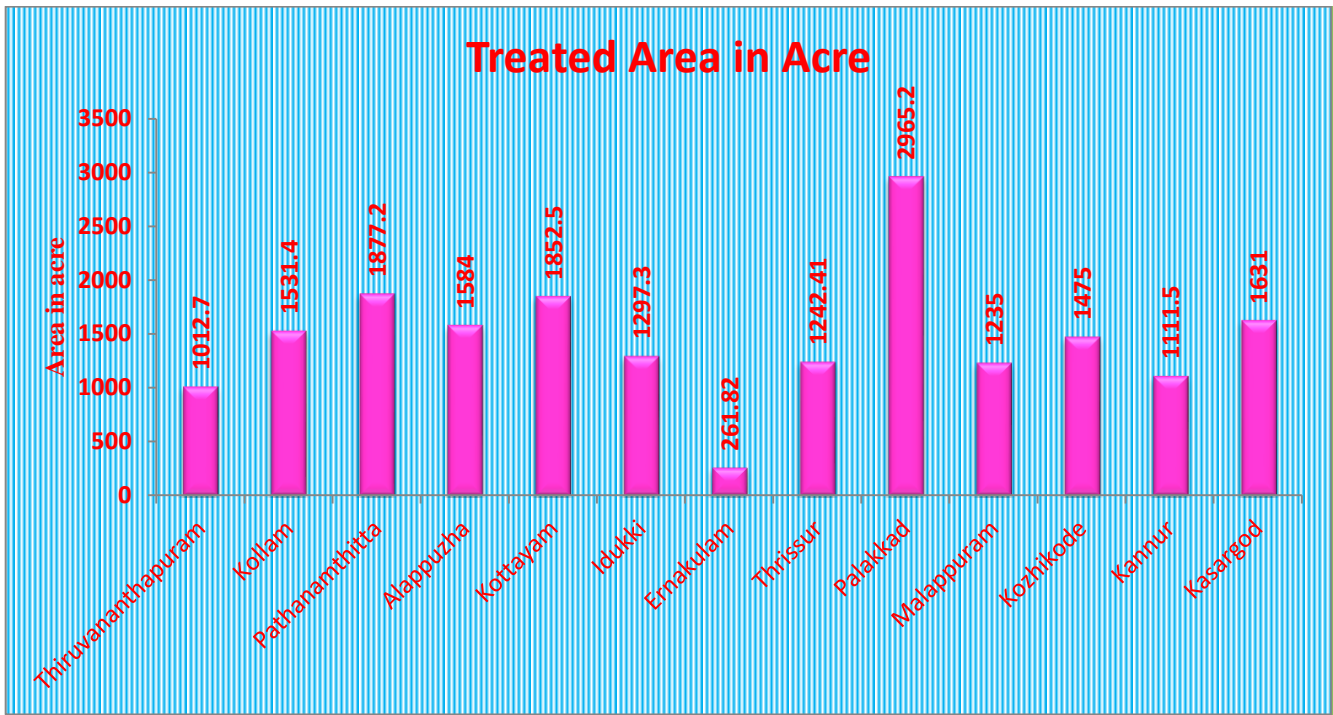 Treated Area in Acre
Area in acre
3500
3000
2500
2000
1500
1000
500
0
1012.7
1531.4
1877.2
1584
1852.5
1297.3
261.82
1242.41
2965.2
1235
1475
1111.5
1631
Thiruvananthapuram
Kollam
Pathanamthitta
Alappuzha
Kottayam
Idukki
Ernakulam
Thrissur
Palakkad
Malappuram
Kozhikode
Kannur
Kasargod